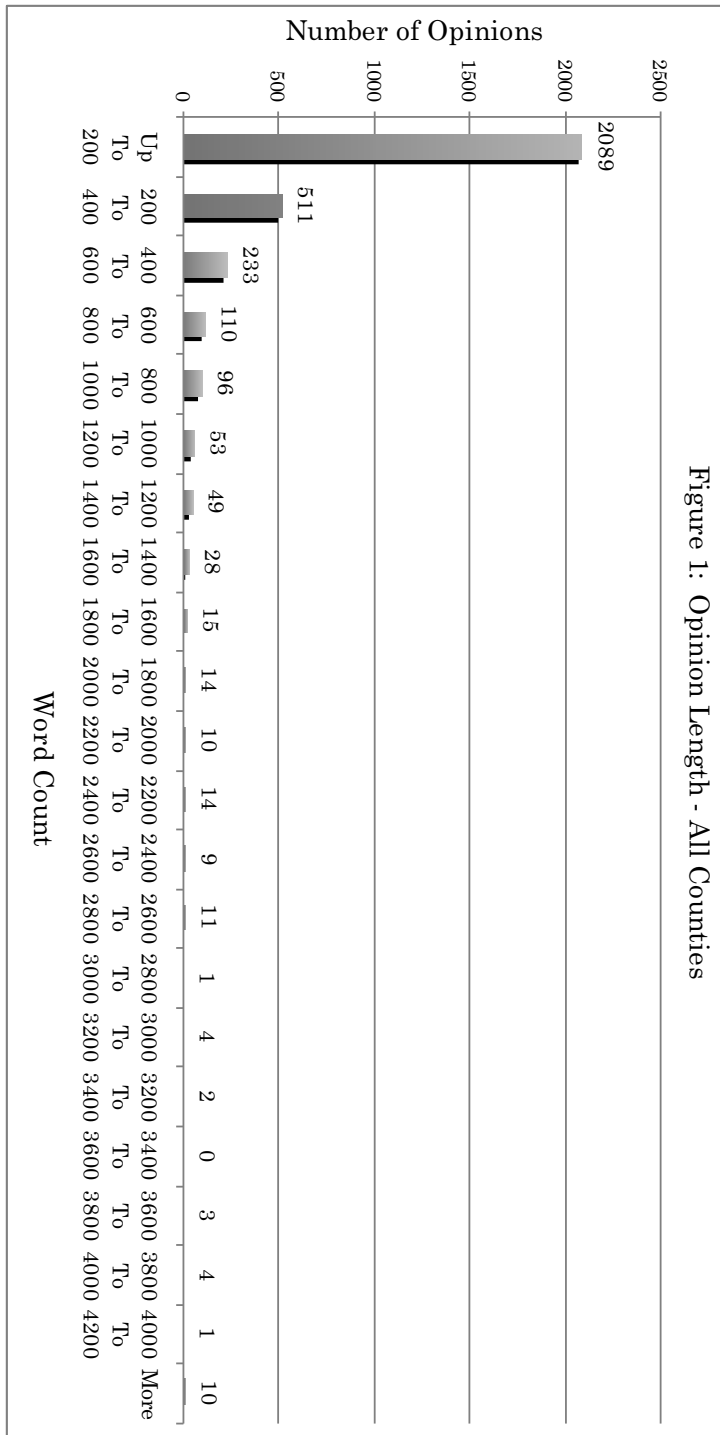 Figure 1: Opinion Length - All Counties
Number of Opinions
2500
2000
1500
1000
500
0
2089
511
233
110
96
53
49
28
15
14
10
14
9
11
1
4
2
0
3
4
1
10
Up To 200
200 To 400
400 To 600
600 To 800
800 To 1000
1000 To 1200
1200 To 1400
1400 To 1600
1600 To 1800
1800 To 2000
2000 To 2200
2200 To 2400
2400 To 2600
2600 To 2800
2800 To 3000
3000 To 3200
3200 To 3400
3400 To 3600
3600 To 3800
3800 To 4000
4000 To 4200
More
Word Count